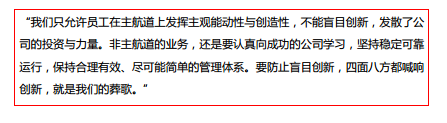 “我们只允许员工在主航道上发挥主观能动性与创造性，不能盲目创新，发散了公
司的投资与力量。非主航道的业务，还是要认真向成功的公司学习，坚持稳定可靠
运行，保持合理有效、尽可能简单的管理体系。要防止盲目创新，四面八方都喊响
创新，就是我们的葬歌。”